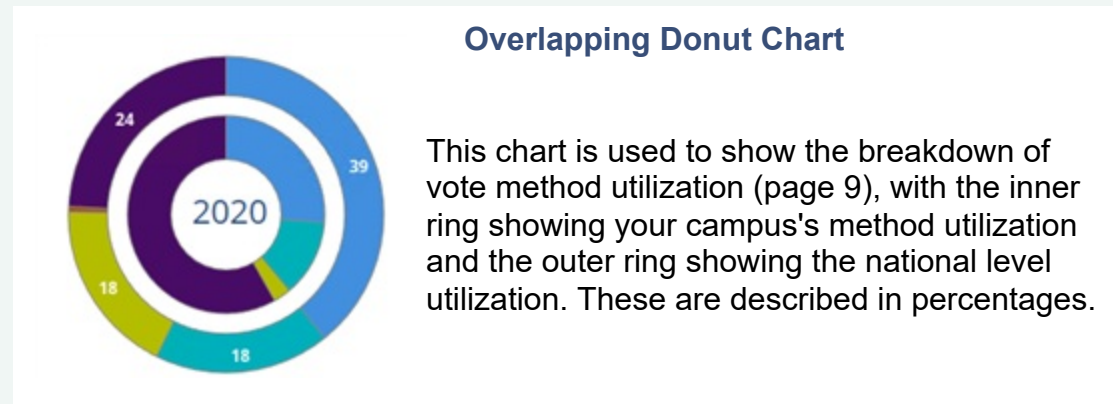 Overlapping Donut Chart
24
39
2020
18
18
This chart is used to show the breakdown of
vote method utilization (page 9), with the inner
ring showing your campus's method utilization
and the outer ring showing the national level
utilization. These are described in percentages.